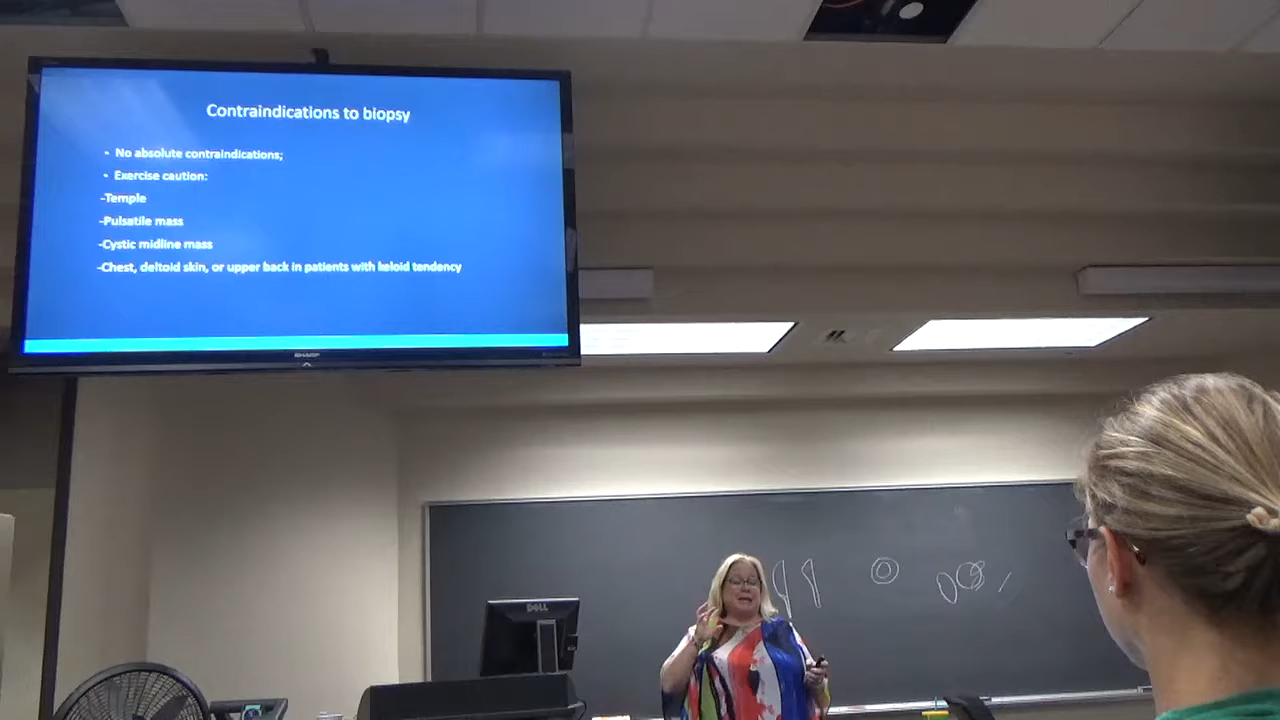 Contraindications to biopsy
• No absolute contraindications;
• Exercise caution:
-Temple
-Pulsatile mass
-Cystic midline mass
-Chest, deltoid skin, or upper back in patients with keloid tendency
SHARP
DELL